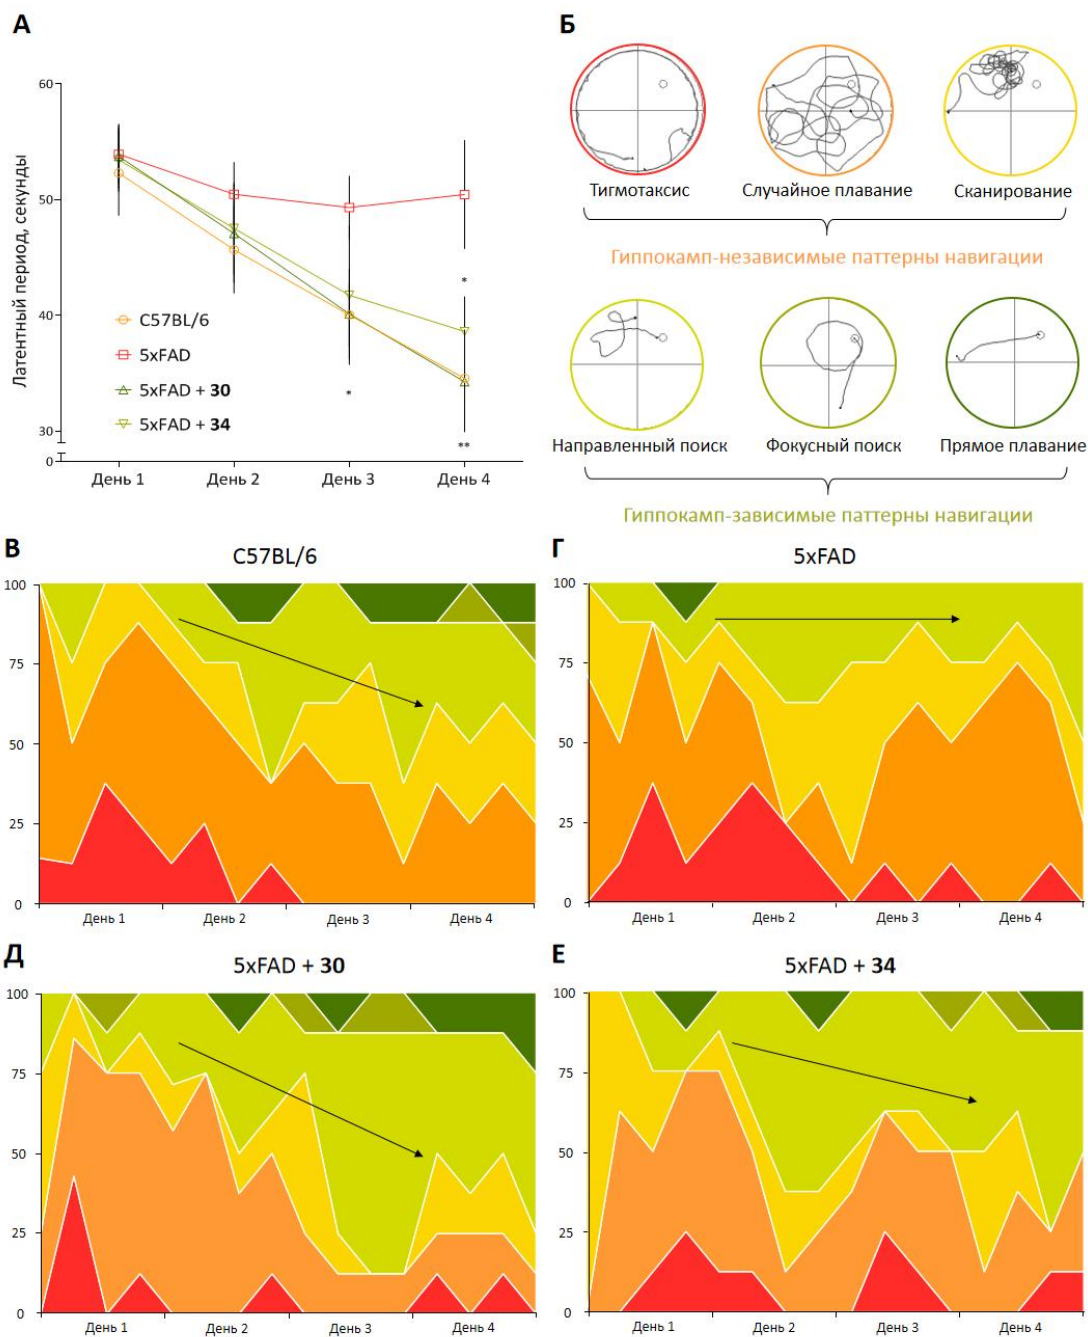 А
Б
60
50
40
30
0
Латентный период, секунды
C57BL/6
5xFAD
5xFAD + 30
5xFAD + 34
*
*
**
День 1
День 2
День 3
День 4
Тигмотаксис
Случайное плавание
Сканирование
Гиппокамп-независимые паттерны навигации
Направленный поиск
Фокусный поиск
Прямое плавание
Гиппокамп-зависимые паттерны навигации
В
C57BL/6
100
75
50
25
0
День 1
День 2
День 3
День 4
Г
5xFAD
100
75
50
25
0
День 1
День 2
День 3
День 4
Д
5xFAD + 30
100
75
50
25
0
День 1
День 2
День 3
День 4
Е
5xFAD + 34
100
75
50
25
0
День 1
День 2
День 3
День 4